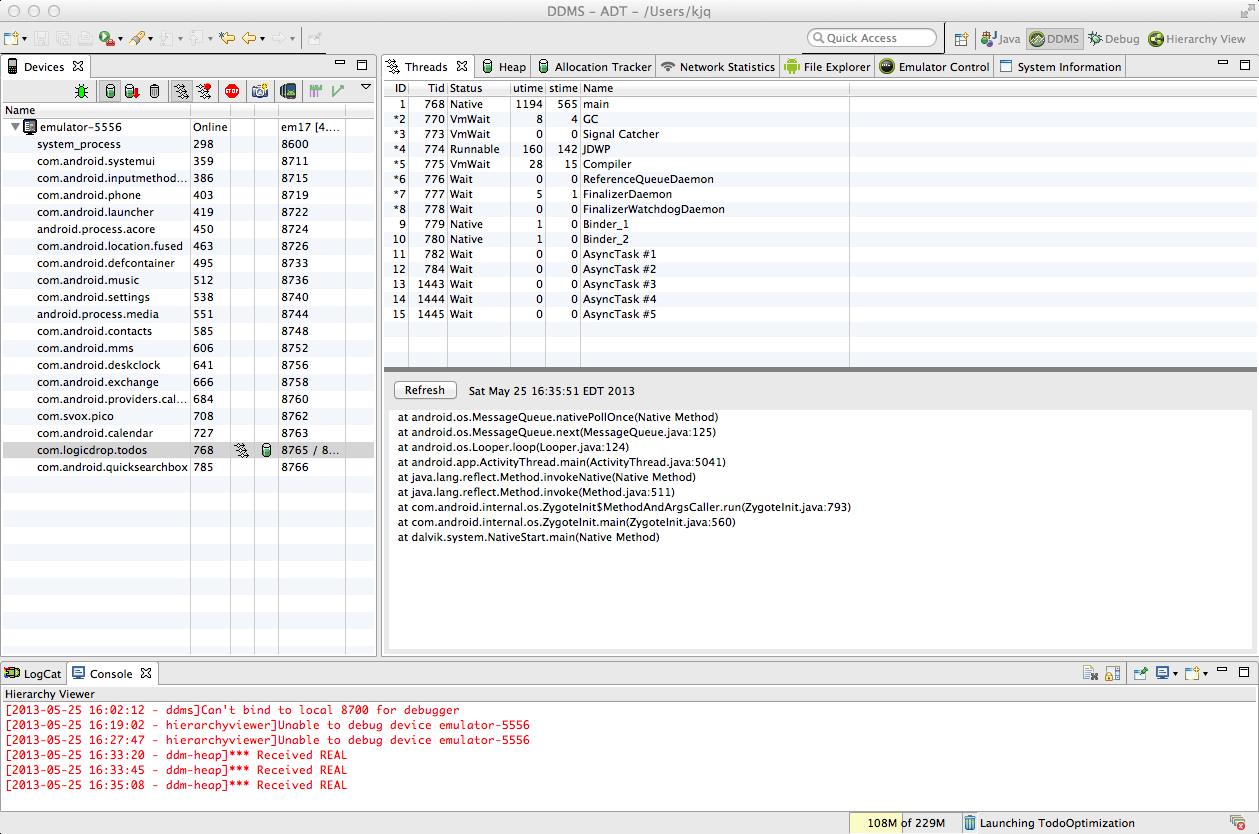 DDMS – ADT – /Users/kjq
Quick Access
Java DDMS Debug Hierarchy View
Devices
Name
emulator-5556 Online em17 [4....
system_process 298 8600
com.android.systemui 359 8711
com.android.inputmethod... 386 8715
com.android.phone 403 8719
com.android.launcher 419 8722
android.process.acore 450 8724
com.android.location.fused 463 8726
com.android.defcontainer 495 8733
com.android.music 512 8736
com.android.settings 538 8740
android.process.media 551 8744
com.android.contacts 585 8748
com.android.mms 606 8752
com.android.deskclock 641 8756
com.android.exchange 666 8758
com.android.providers.cal... 684 8760
com.svox.pico 708 8762
com.android.calendar 727 8763
com.logicdrop.todos 768 8765 / 8...
com.android.quicksearchbox 785 8766
Threads Heap Allocation Tracker Network Statistics File Explorer Emulator Control System Information
ID Tid Status utime stime Name
1 768 Native 1194 565 main
*2 770 VmWait 8 4 GC
*3 773 VmWait 0 0 Signal Catcher
*4 774 Runnable 160 142 JDWP
*5 775 VmWait 28 15 Compiler
*6 776 Wait 0 0 ReferenceQueueDaemon
*7 777 Wait 5 1 FinalizerDaemon
*8 778 Wait 0 0 FinalizerWatchdogDaemon
9 779 Native 1 0 Binder_1
10 780 Native 1 0 Binder_2
11 782 Wait 0 0 AsyncTask #1
12 784 Wait 0 0 AsyncTask #2
13 1443 Wait 0 0 AsyncTask #3
14 1444 Wait 0 0 AsyncTask #4
15 1445 Wait 0 0 AsyncTask #5
Refresh Sat May 25 16:35:51 EDT 2013
at android.os.MessageQueue.nativePollOnce(Native Method)
at android.os.MessageQueue.next(MessageQueue.java:125)
at android.os.Looper.loop(Looper.java:124)
at android.app.ActivityThread.main(ActivityThread.java:5041)
at java.lang.reflect.Method.invokeNative(Native Method)
at java.lang.reflect.Method.invoke(Method.java:511)
at com.android.internal.os.ZygoteInit$MethodAndArgsCaller.run(ZygoteInit.java:793)
at com.android.internal.os.ZygoteInit.main(ZygoteInit.java:560)
at dalvik.system.NativeStart.main(Native Method)
LogCat Console
Hierarchy Viewer
[2013-05-25 16:02:12 - ddms]Can't bind to local 8700 for debugger
[2013-05-25 16:19:02 - hierarchyviewer]Unable to debug device emulator-5556
[2013-05-25 16:27:47 - hierarchyviewer]Unable to debug device emulator-5556
[2013-05-25 16:33:20 - ddm-heap]*** Received REAL
[2013-05-25 16:33:45 - ddm-heap]*** Received REAL
[2013-05-25 16:35:08 - ddm-heap]*** Received REAL
108M of 229M Launching TodoOptimization